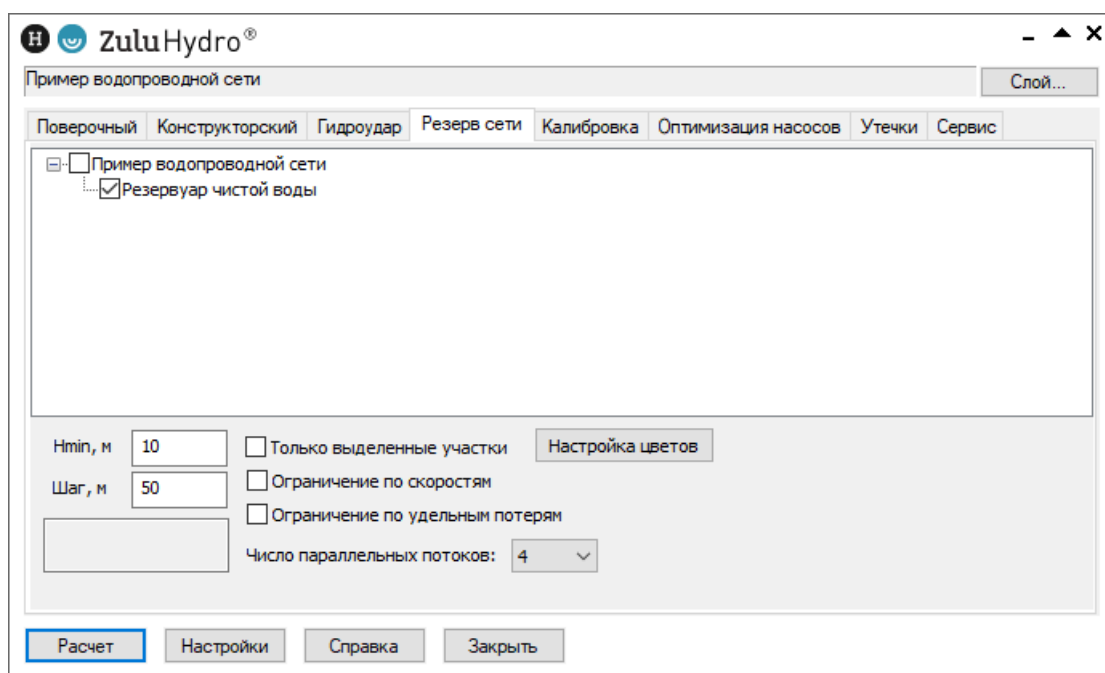 H ZuluHydro®
Пример водопроводной сети Слой...
Поверочный Конструкторский Гидроудар Резерв сети Калибровка Оптимизация насосов Утечки Сервис
Пример водопроводной сети
Резервуар чистой воды
Hmin, м 10 Только выделенные участки Настройка цветов
Шаг, м 50 Ограничение по скоростям
Ограничение по удельным потерям
Число параллельных потоков: 4
Расчет Настройки Справка Закрыть